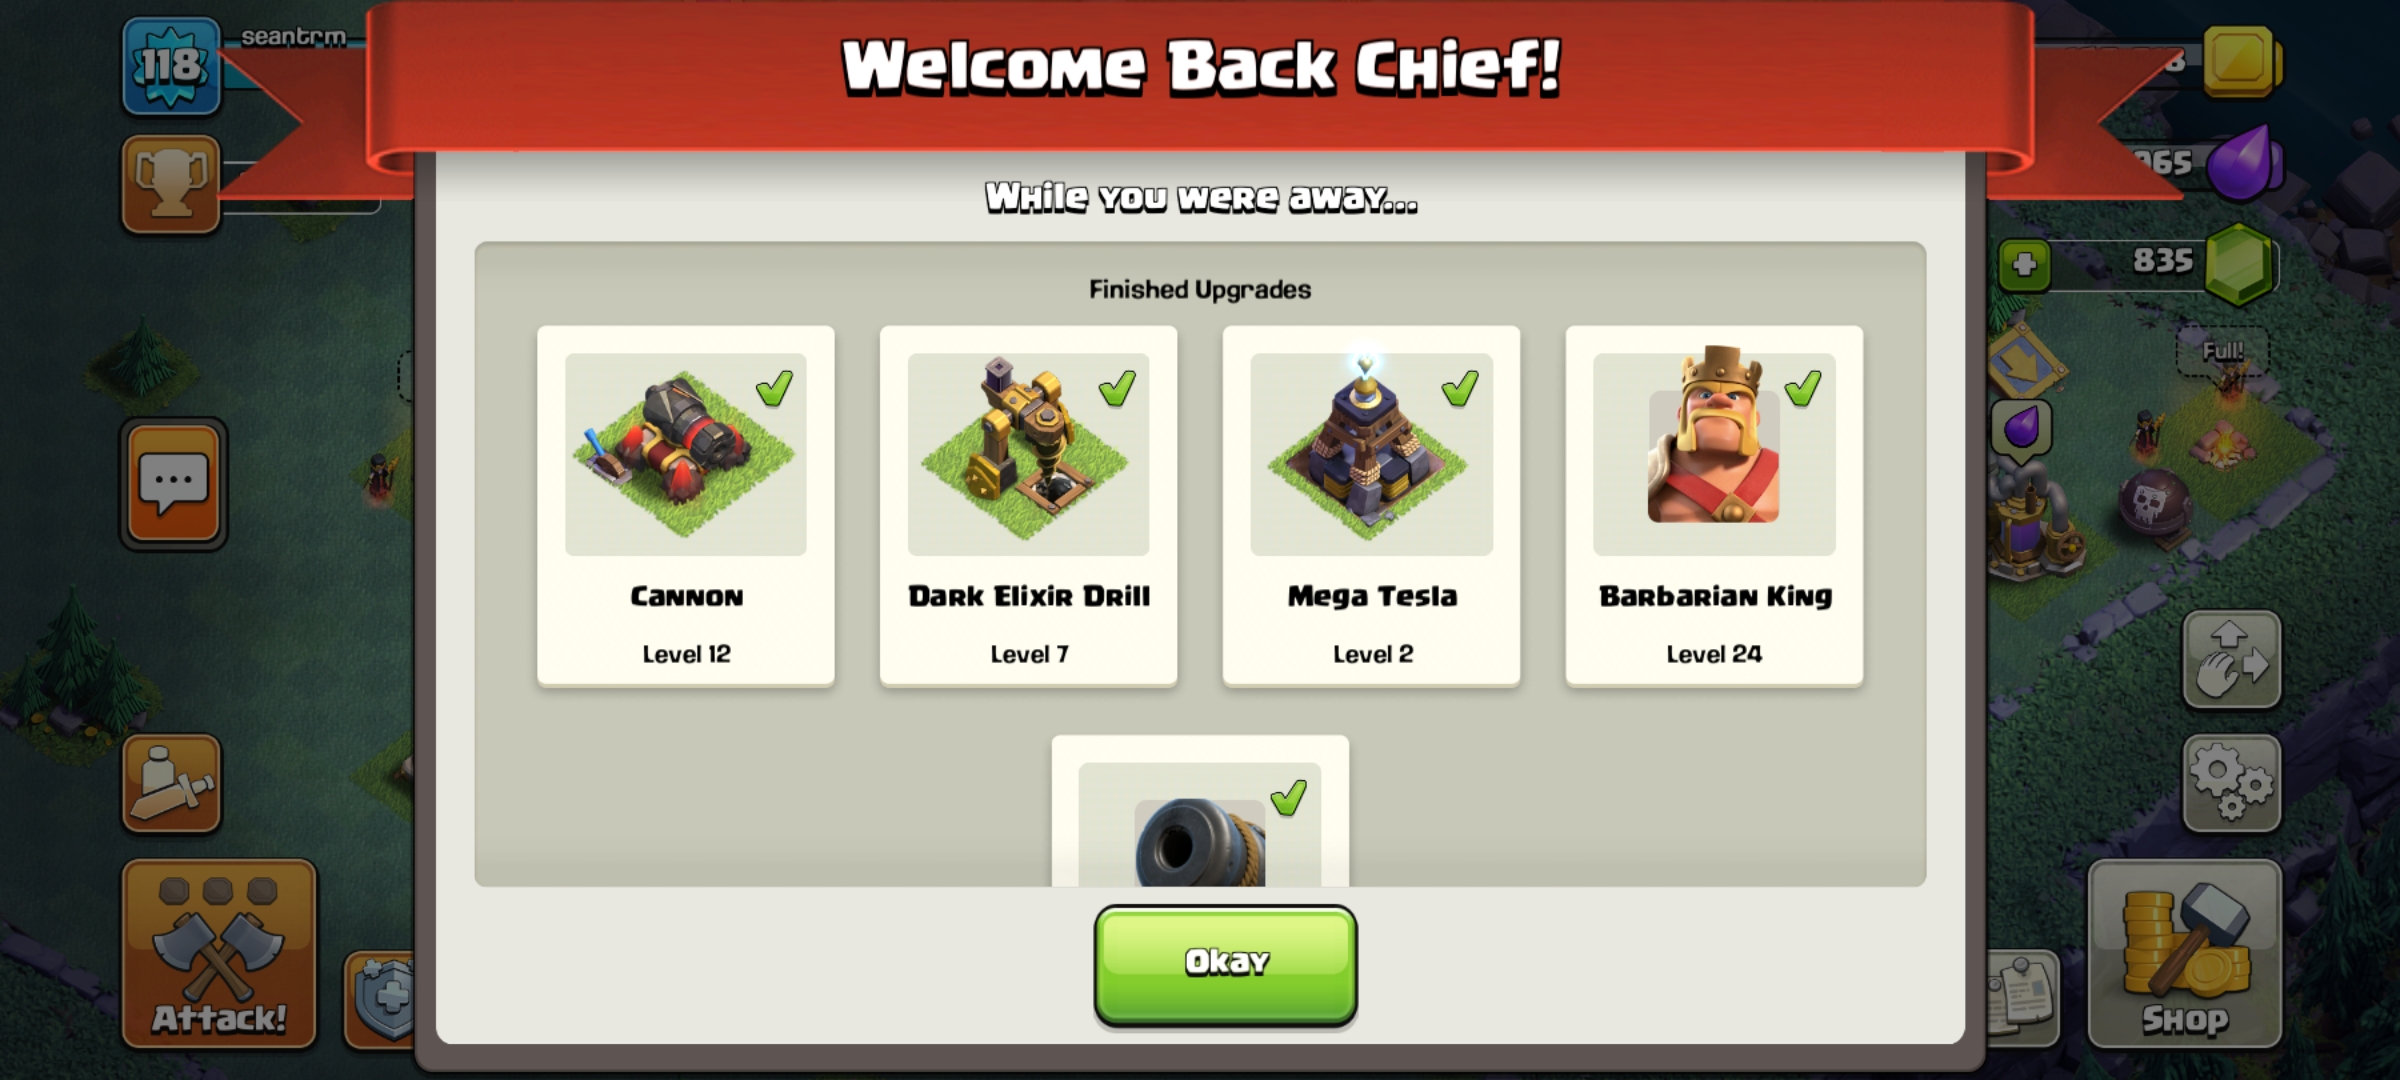 118
seantrm
Welcome Back Chief!
While you were away...
Finished Upgrades
835
Full!
Cannon
Level 12
Dark Elixir Drill
Level 7
Mega Tesla
Level 2
Barbarian King
Level 24
Okay
Attack!
Shop